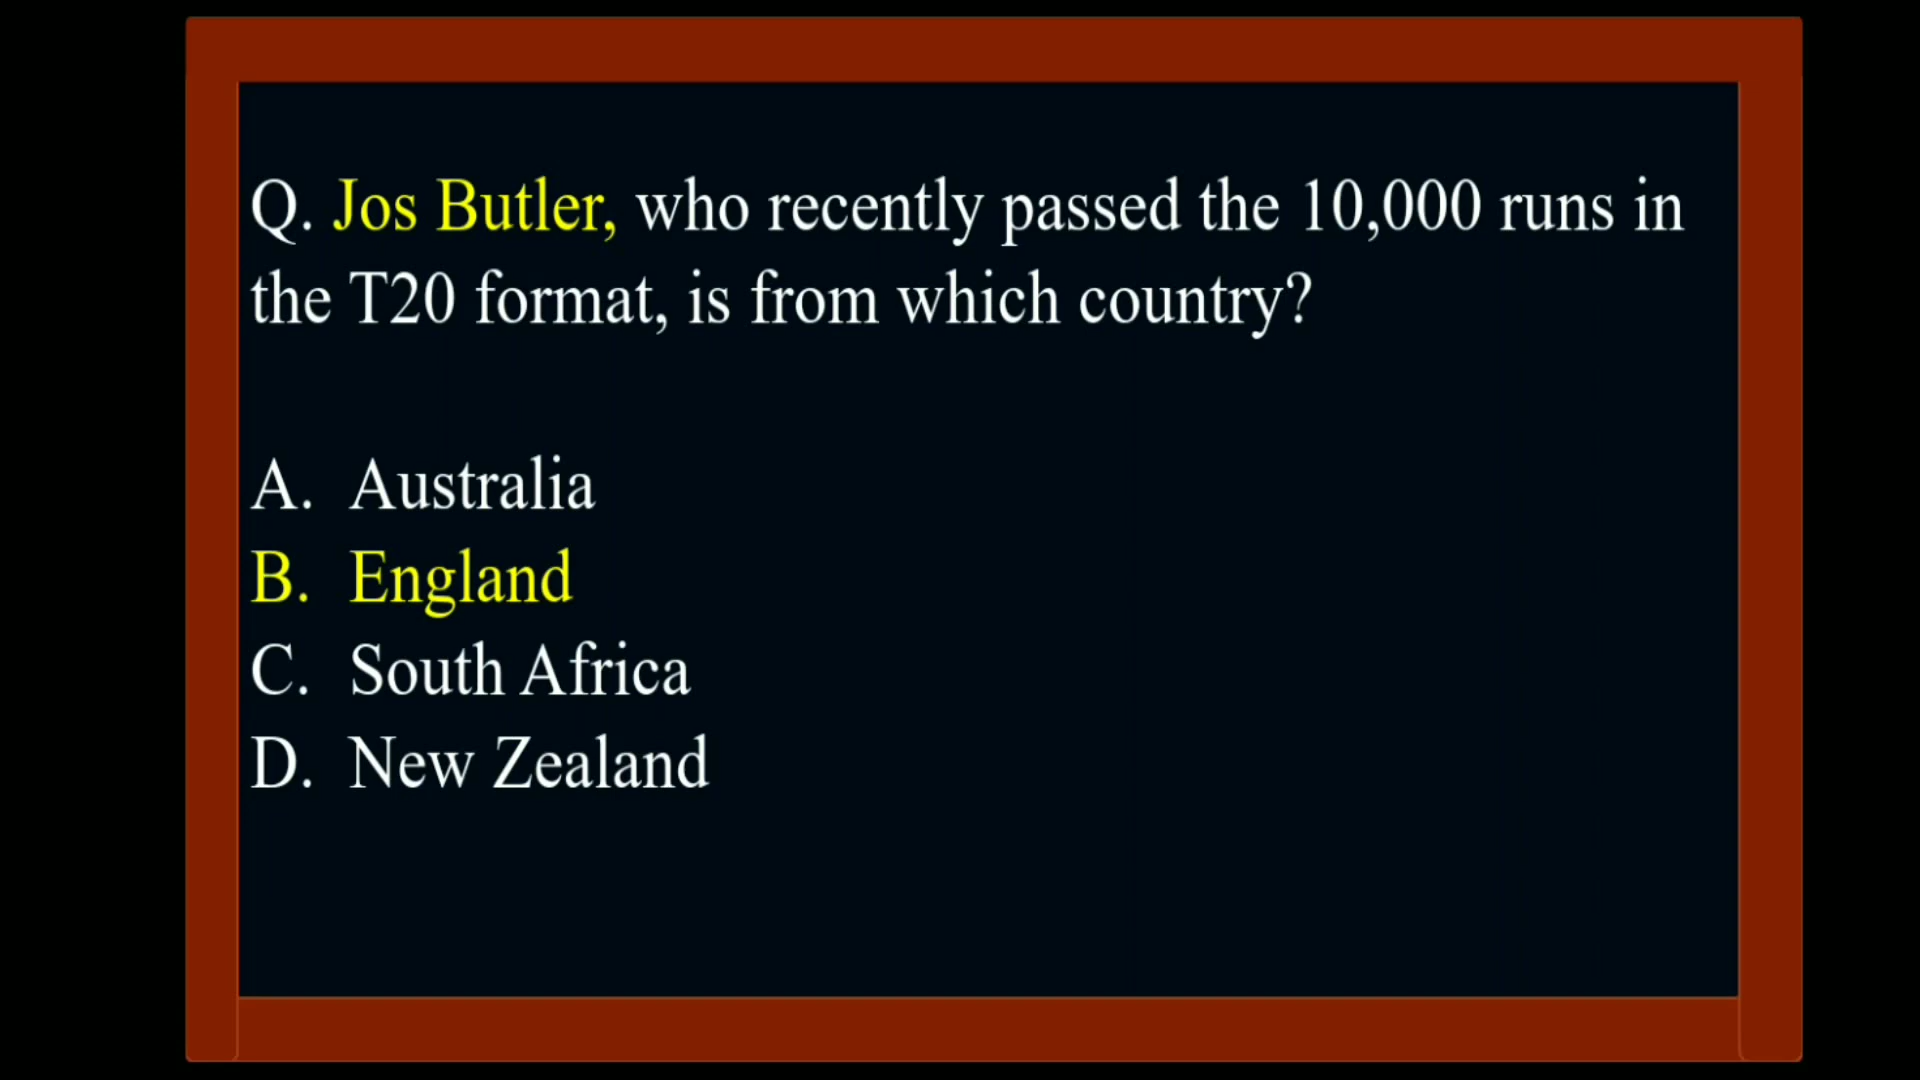 Q. Jos Butler, who recently passed the 10,000 runs in
the T20 format, is from which country?
A. Australia
B. England
C. South Africa
D. New Zealand